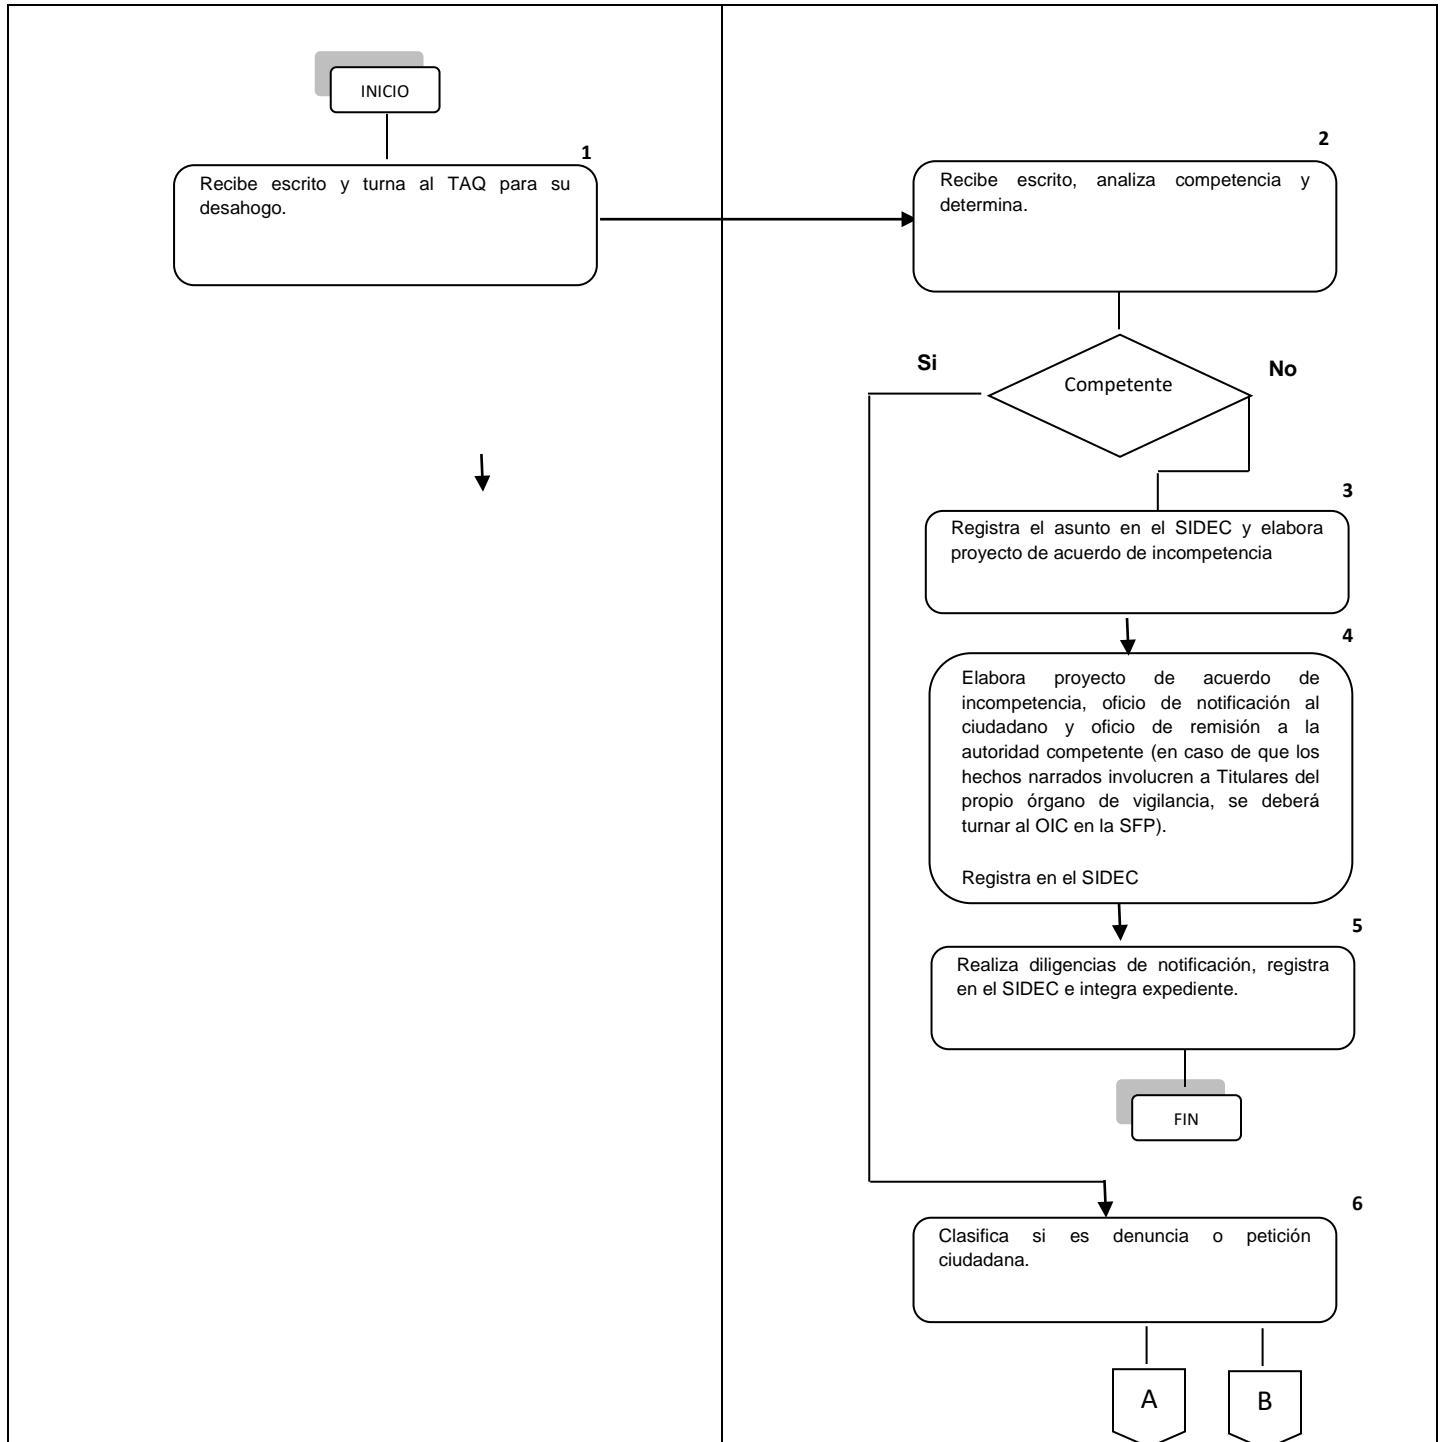 INICIO
1
Recibe escrito y turna al TAQ para su
desahogo.
2
Recibe escrito, analiza competencia y
determina.
Si
Competente
No
3
Registra el asunto en el SIDEC y elabora
proyecto de acuerdo de incompetencia
4
Elabora proyecto de acuerdo de
incompetencia, oficio de notificación al
ciudadano y oficio de remisión a la
autoridad competente (en caso de que los
hechos narrados involucren a Titulares del
propio órgano de vigilancia, se deberá
turnar al OIC en la SFP).
Registra en el SIDEC
5
Realiza diligencias de notificación, registra
en el SIDEC e integra expediente.
FIN
6
Clasifica si es denuncia o petición
ciudadana.
A
B